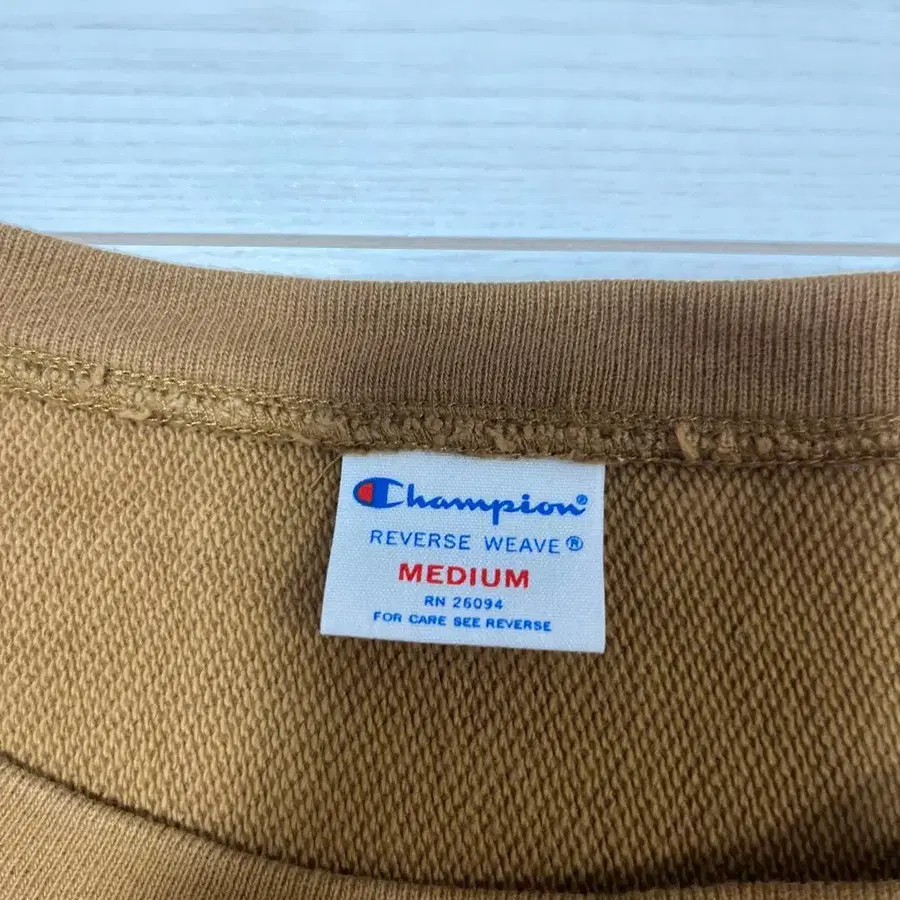 Champion®
REVERSE WEAVE®
MEDIUM
RN 26094
FOR CARE SEE REVERSE